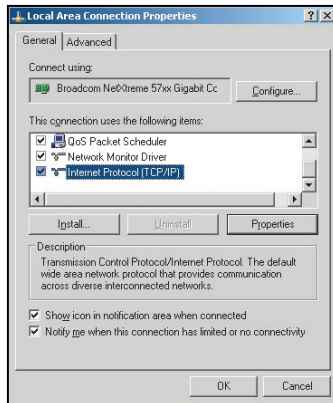 Local Area Connection Properties
General Advanced
Connect using:
Broadcom NetXtreme 57xx Gigabit Cc
Configure...
This connection uses the following items:
QoS Packet Scheduler
Network Monitor Driver
Internet Protocol (TCP/IP)
Install... Uninstall Properties
Description
Transmission Control Protocol/Internet Protocol. The default
wide area network protocol that provides communication
across diverse interconnected networks.
Show icon in notification area when connected
Notify me when this connection has limited or no connectivity
OK Cancel